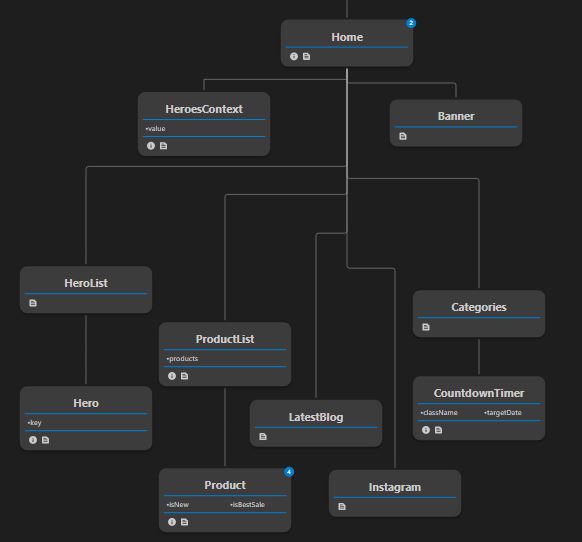 2
Home
HeroesContext
•value
Banner
HeroList
Categories
ProductList
•products
CountdownTimer
•className •targetDate
Hero
•key
LatestBlog
4
Product
•isNew •isBestSale
Instagram